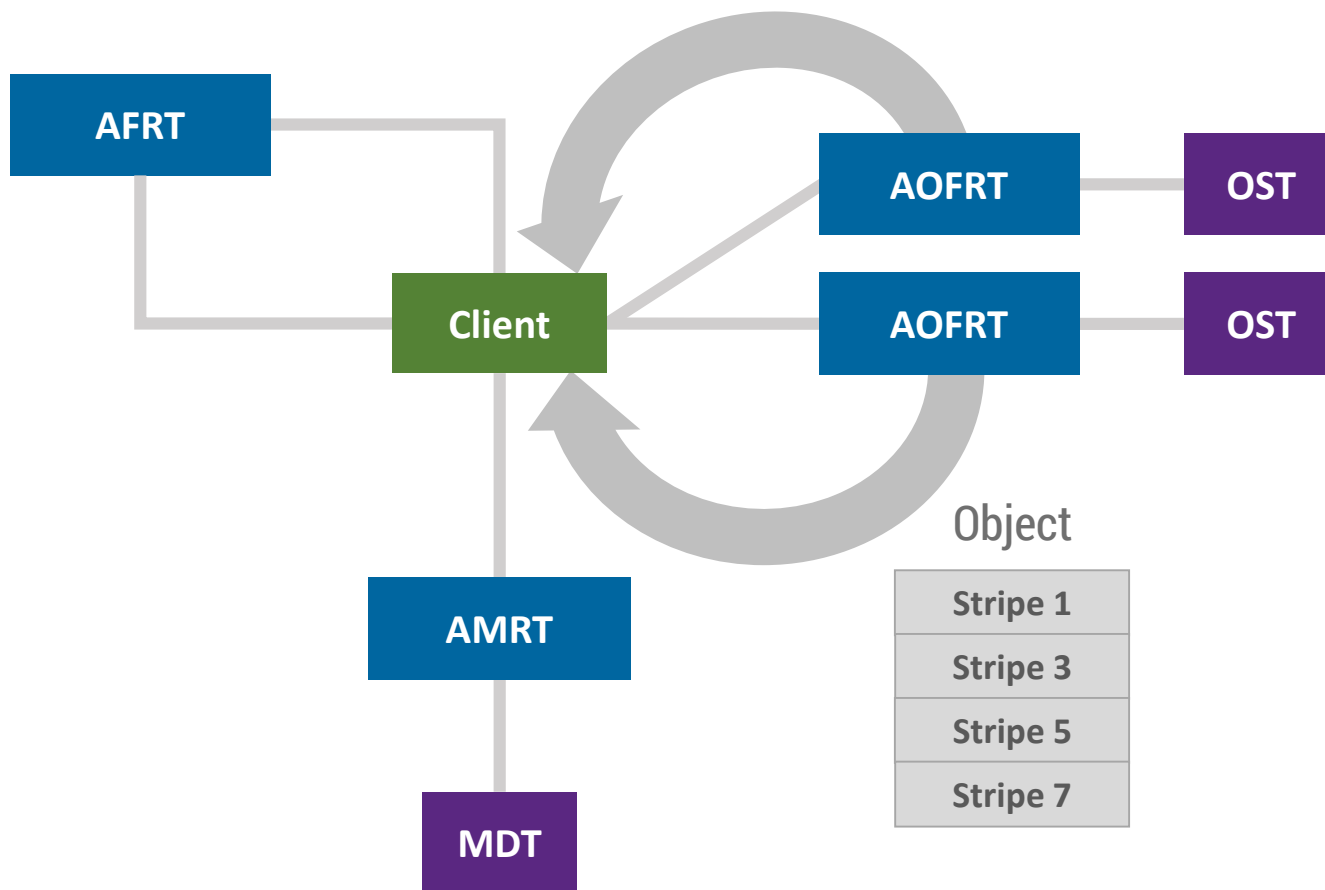 AFRT
AOFRT
OST
Client
AOFRT
OST
Object
Stripe 1
AMRT
Stripe 3
Stripe 5
Stripe 7
MDT